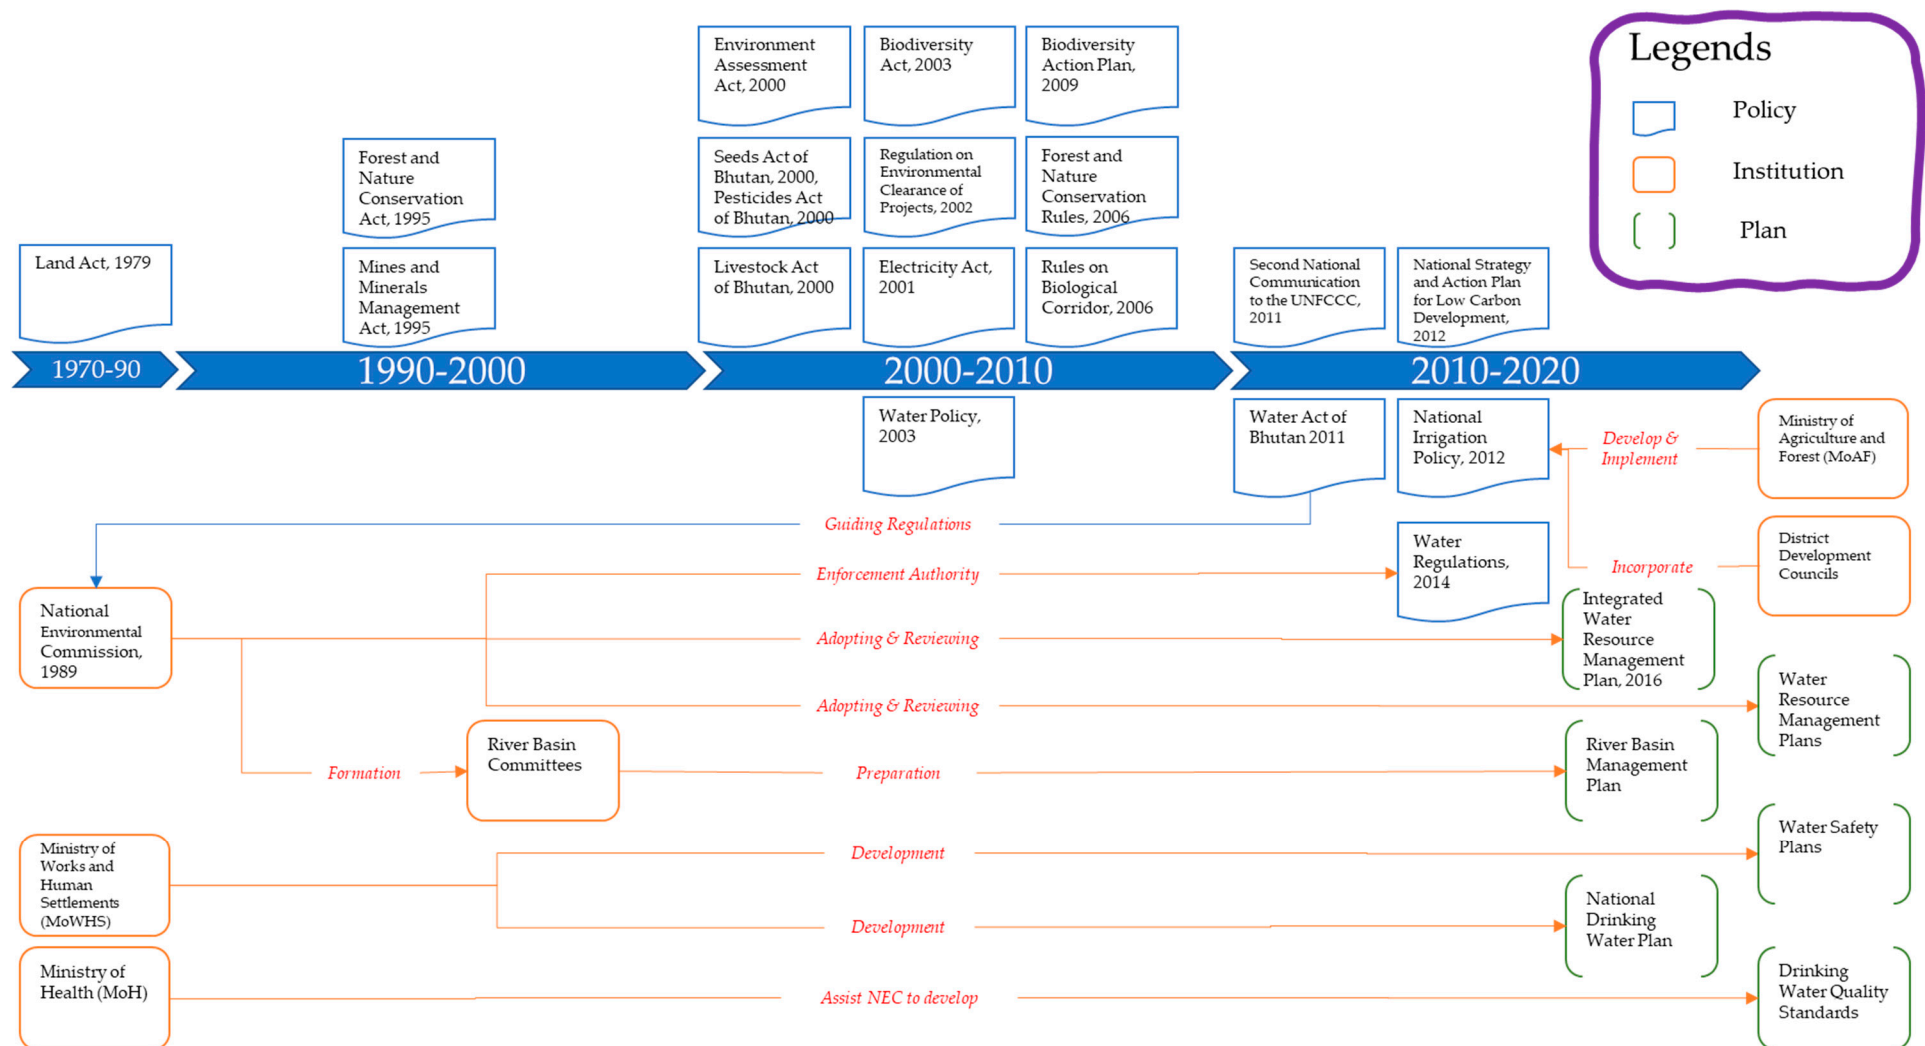 Legends
Policy
Institution
Plan
Environment
Assessment
Act, 2000
Biodiversity
Act, 2003
Biodiversity
Action Plan,
2009
Forest and
Nature
Conservation
Act, 1995
Seeds Act of
Bhutan, 2000,
Pesticides Act
of Bhutan, 2000
Regulation on
Environmental
Clearance of
Projects, 2002
Forest and
Nature
Conservation
Rules, 2006
Land Act, 1979
Mines and
Minerals
Management
Act, 1995
Livestock Act
of Bhutan, 2000
Electricity Act,
2001
Rules on
Biological
Corridor, 2006
Second National
Communication
to the UNFCCC,
2011
National Strategy
and Action Plan
for Low Carbon
Development,
2012
1970-90
1990-2000
2000-2010
2010-2020
Water Policy,
2003
Water Act of
Bhutan 2011
National
Irrigation
Policy, 2012
Develop &
Implement
Ministry of
Agriculture and
Forest (MoAF)
Guiding Regulations
Enforcement Authority
Water
Regulations,
2014
Incorporate
District
Development
Councils
National
Environmental
Commission,
1989
Adopting & Reviewing
Integrated
Water
Resource
Management
Plan, 2016
Adopting & Reviewing
Water
Resource
Management
Plans
Formation
River Basin
Committees
Preparation
River Basin
Management
Plan
Ministry of
Works and
Human
Settlements
(MoWHS)
Development
Water Safety
Plans
Development
National
Drinking
Water Plan
Ministry of
Health (MoH)
Assist NEC to develop
Drinking
Water Quality
Standards